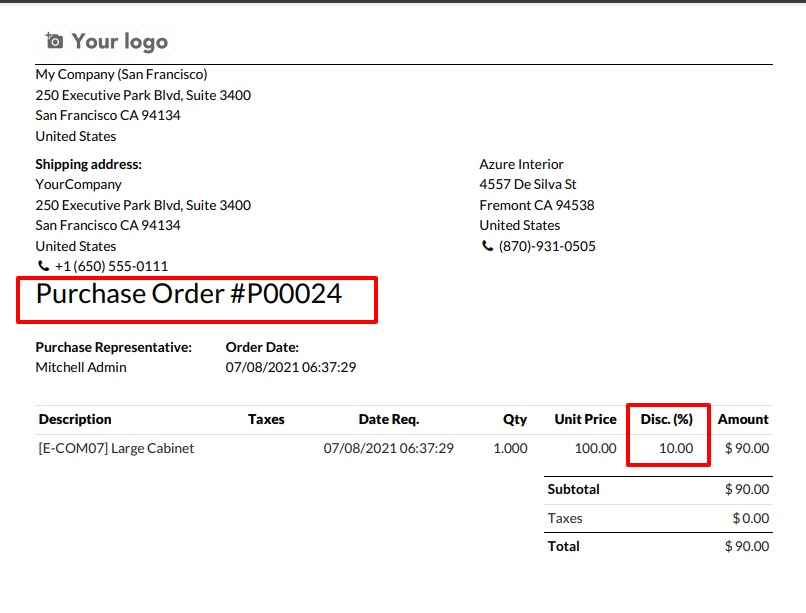 Your logo
My Company (San Francisco)
250 Executive Park Blvd, Suite 3400
San Francisco CA 94134
United States
Shipping address:
YourCompany
250 Executive Park Blvd, Suite 3400
San Francisco CA 94134
United States
+1 (650) 555-0111
Azure Interior
4557 De Silva St
Fremont CA 94538
United States
(870)-931-0505
Purchase Order #P00024
Purchase Representative: Order Date:
Mitchell Admin 07/08/2021 06:37:29
Description Taxes Date Req. Qty Unit Price Disc. (%) Amount
[E-COM07] Large Cabinet 07/08/2021 06:37:29 1.000 100.00 10.00 $ 90.00
Subtotal $ 90.00
Taxes $ 0.00
Total $ 90.00